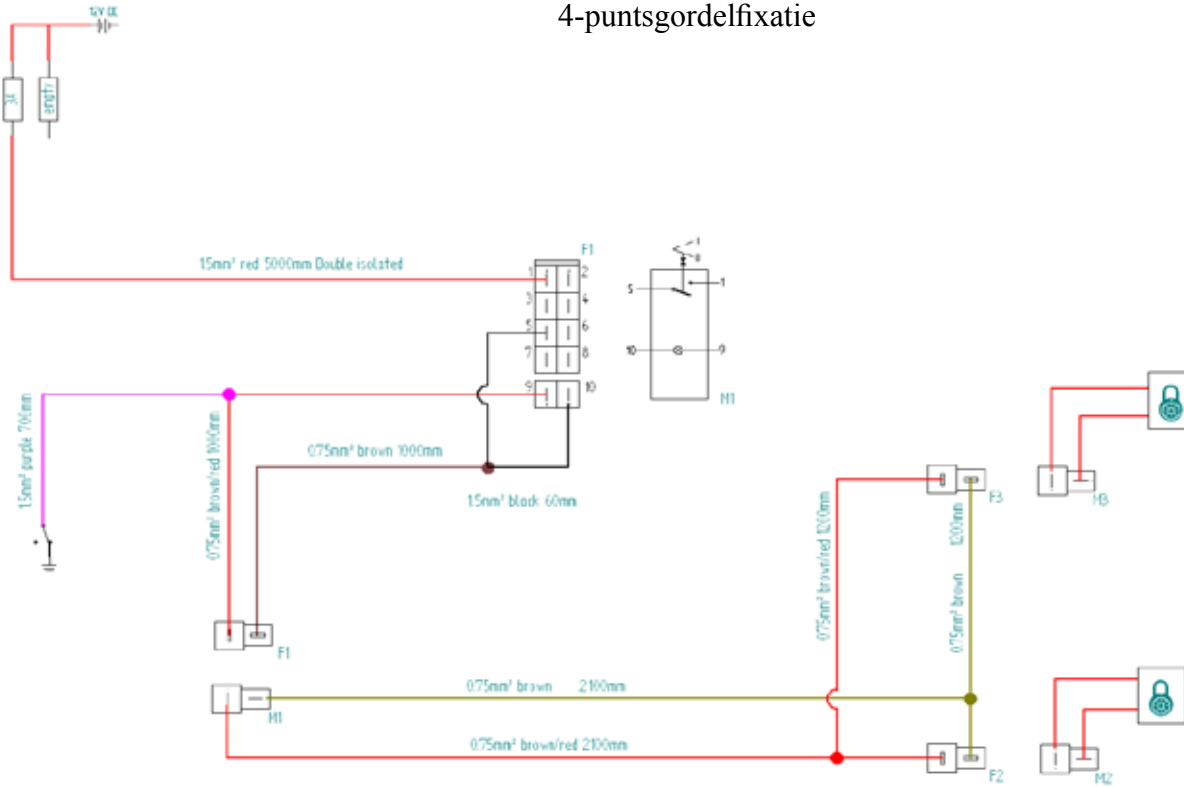 4-puntsgordelfixatie
12V DC
3A
empty
1.5mm² red 5000mm Double isolated
F1
1
2
4
5
6
7
8
9
10
1
0
5
1
10
9
M1
1.5mm² purple 700mm
0.75mm² brown/red 1000mm
0.75mm² brown 1000mm
1.5mm² black 60mm
F1
0.75mm² brown/red 1200mm
1200mm
0.75mm² brown
F3
M3
0.75mm² brown 2100mm
M1
0.75mm² brown/red 2100mm
F2
M2